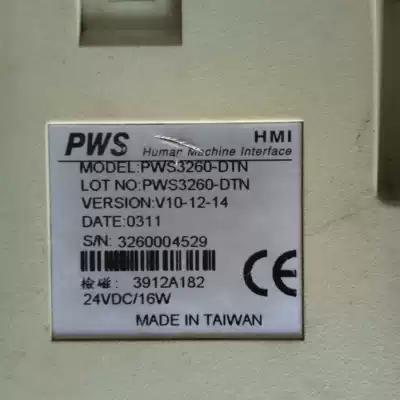 PWS HMI
Human Machine Interface
MODEL:PWS3260-DTN
LOT NO:PWS3260-DTN
VERSION:V10-12-14
DATE:0311
S/N: 3260004529
檢磁: 3912A182
24VDC/16W
CE
MADE IN TAIWAN